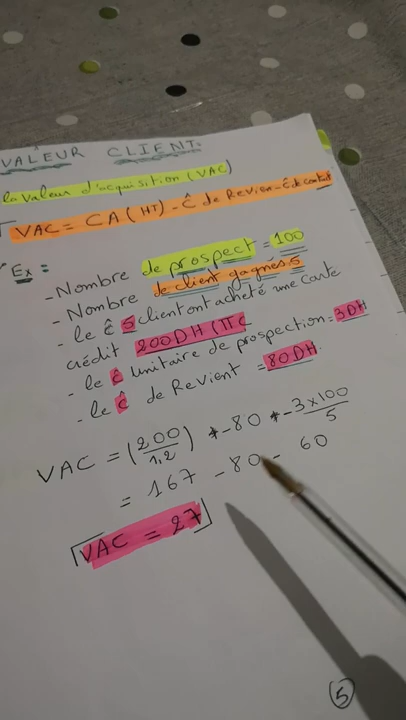 VALEUR CLIENT:
la valeur d'acquisition (VAC)
VAC = CA (HT) - Ĉ de Revien - Ĉ de contact
Ex :
- Nombre de prospect = 100
- Nombre de client gagnés 5
- le Ĉ 5 client ont acheté une carte
crédit 200DH (TTC
- le Ĉ unitaire de prospection = 3DH
- le Ĉ de Revient = 80DH
VAC = (200/1,2) - 80 - 3x100/5
= 167 - 80 - 60
VAC = 27
5